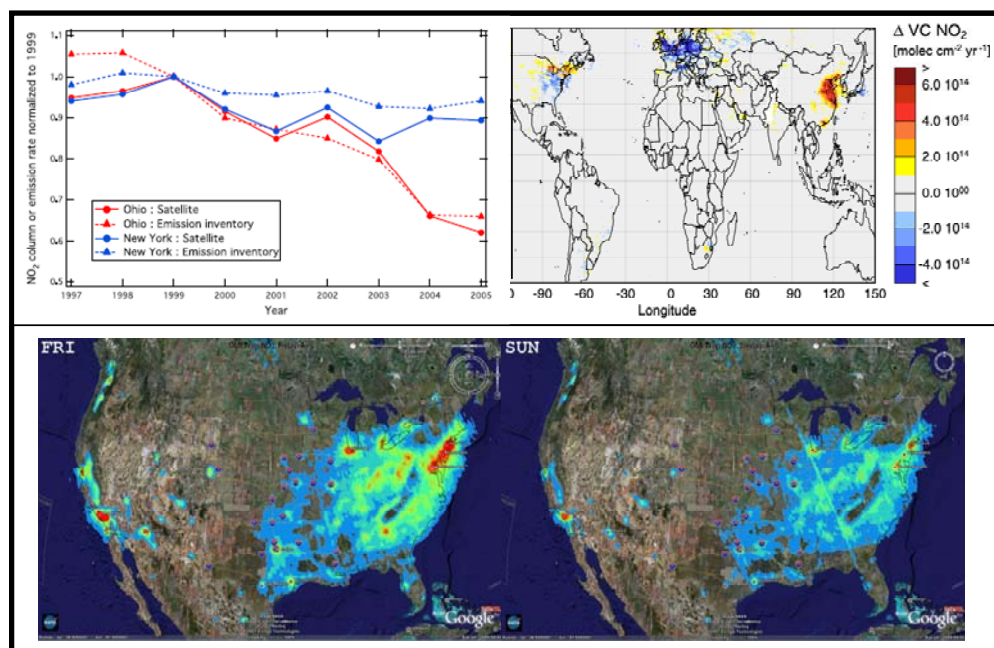 NO2 column or emission rate normalized to 1999
1.1
1.0
0.9
0.8
0.7
0.6
0.5
Ohio : Satellite
Ohio : Emission inventory
New York : Satellite
New York : Emission inventory
1997 1998 1999 2000 2001 2002 2003 2004 2005
Year
Δ VC NO2
[molec cm-2 yr-1]
>
6.0 10^14
4.0 10^14
2.0 10^14
0.0 10^00
-2.0 10^14
-4.0 10^14
<
-90 -60 -30 0 30 60 90 120 150
Longitude
FRI
Google
SUN
Google